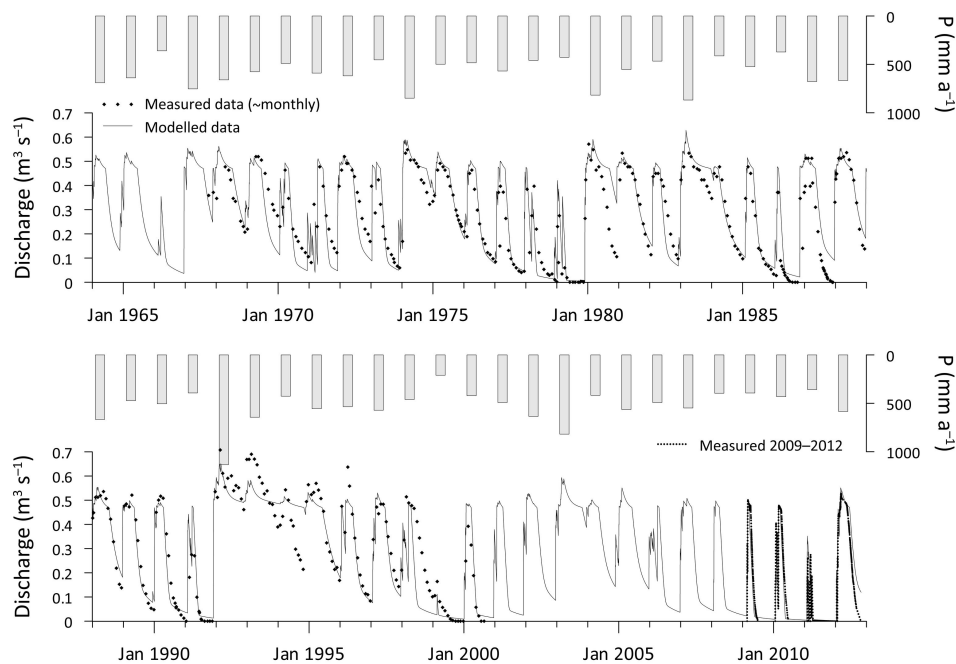 0
500
1000
P (mm a⁻¹)
Measured data (~monthly)
Modelled data
0.7
0.6
0.5
0.4
0.3
0.2
0.1
0
Discharge (m³ s⁻¹)
Jan 1965 Jan 1970 Jan 1975 Jan 1980 Jan 1985
0
500
1000
P (mm a⁻¹)
Measured 2009–2012
0.7
0.6
0.5
0.4
0.3
0.2
0.1
0
Discharge (m³ s⁻¹)
Jan 1990 Jan 1995 Jan 2000 Jan 2005 Jan 2010